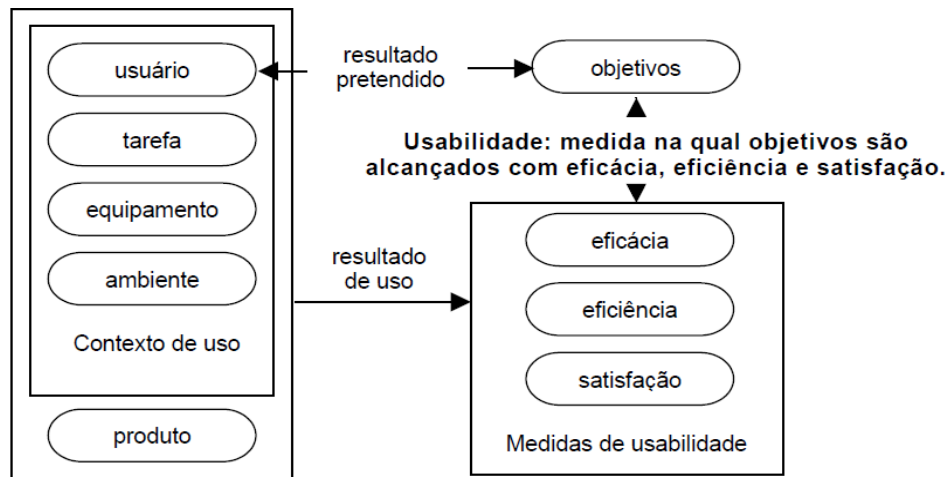 usuário
tarefa
equipamento
ambiente
Contexto de uso
produto
resultado
pretendido
objetivos
Usabilidade: medida na qual objetivos são
alcançados com eficácia, eficiência e satisfação.
resultado
de uso
eficácia
eficiência
satisfação
Medidas de usabilidade